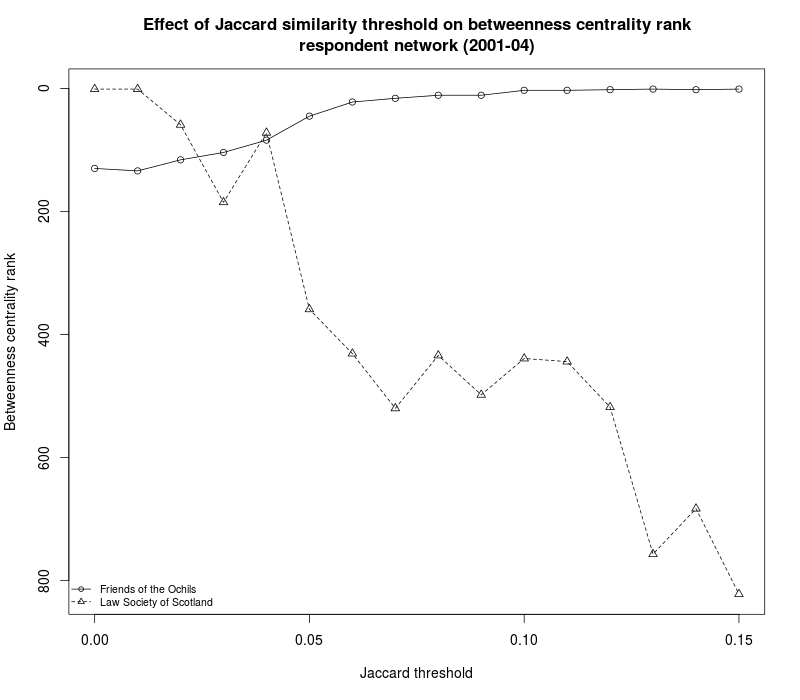 Effect of Jaccard similarity threshold on betweenness centrality rank
respondent network (2001-04)
Betweenness centrality rank
0
200
400
600
800
Friends of the Ochils
Law Society of Scotland
0.00 0.05 0.10 0.15
Jaccard threshold